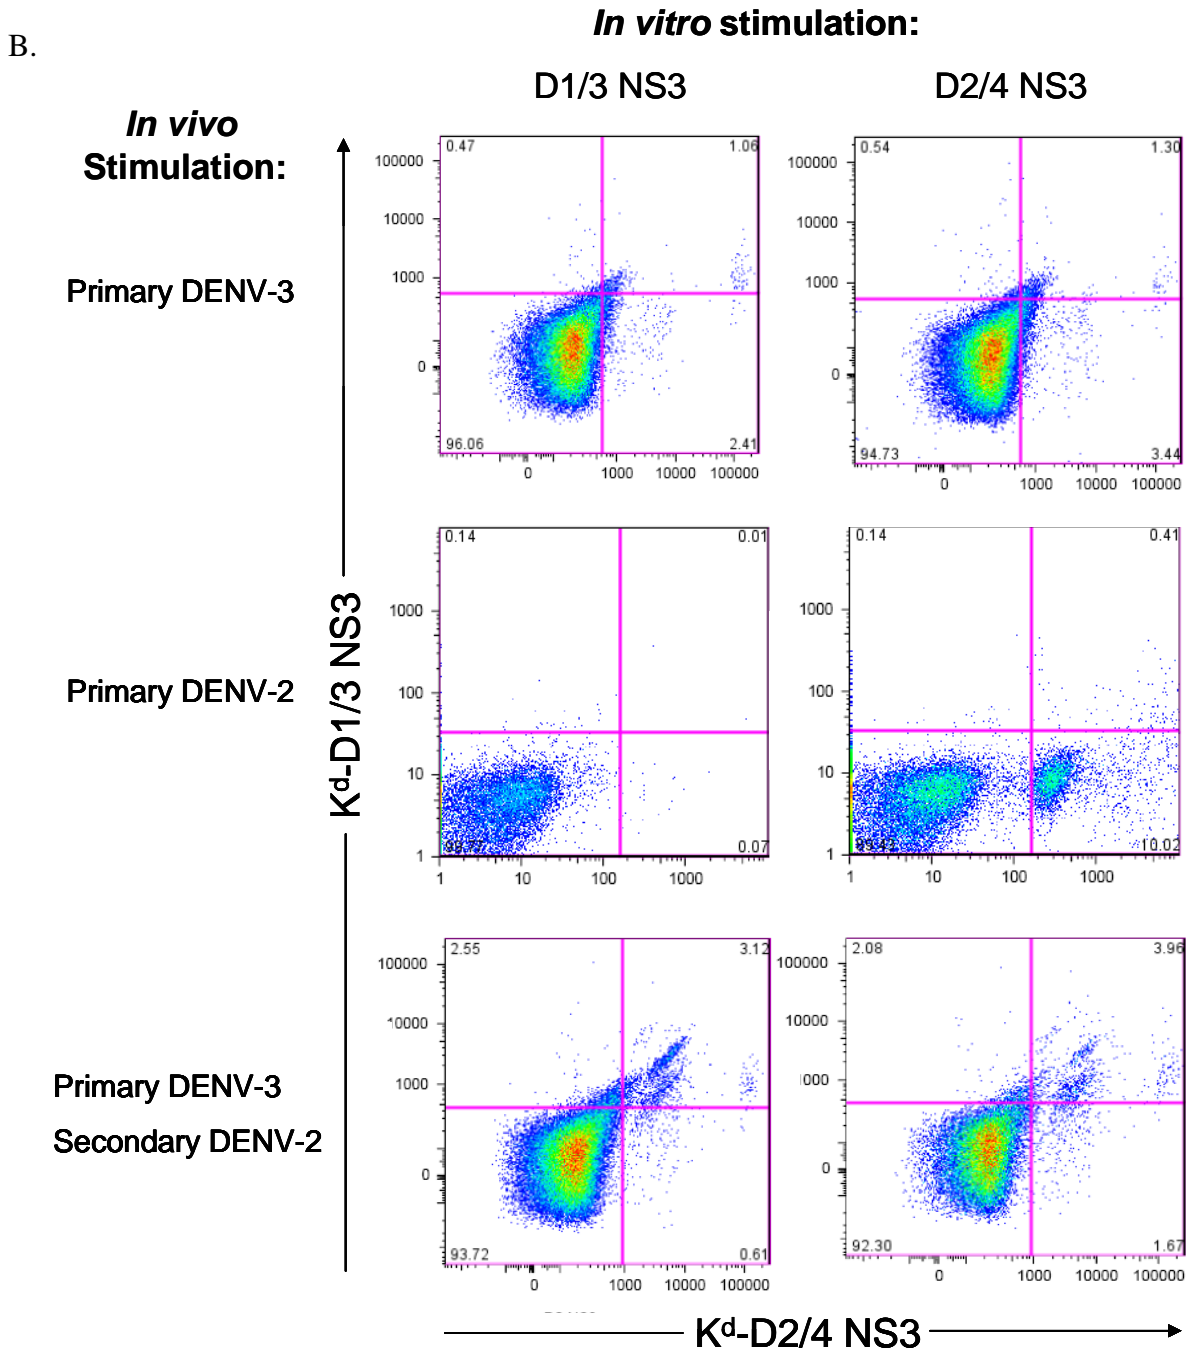 B.
In vitro stimulation:
D1/3 NS3
D2/4 NS3
In vivo
Stimulation:
Primary DENV-3
Primary DENV-2
Primary DENV-3
Secondary DENV-2
Kᵈ-D1/3 NS3
Kᵈ-D2/4 NS3
0.47 1.06
100000
10000
1000
0
96.06 2.41
0 1000 10000 100000
0.54 1.30
100000
10000
1000
0
94.73 3.44
0 1000 10000 100000
0.14 0.01
1000
100
10
1
0.07
1 10 100 1000
0.14 0.41
1000
100
10
1
10.02
1 10 100 1000
2.55 3.12
100000
10000
1000
0
93.72 0.61
0 1000 10000 100000
2.08 3.96
100000
10000
1000
0
92.30 1.67
0 1000 10000 100000